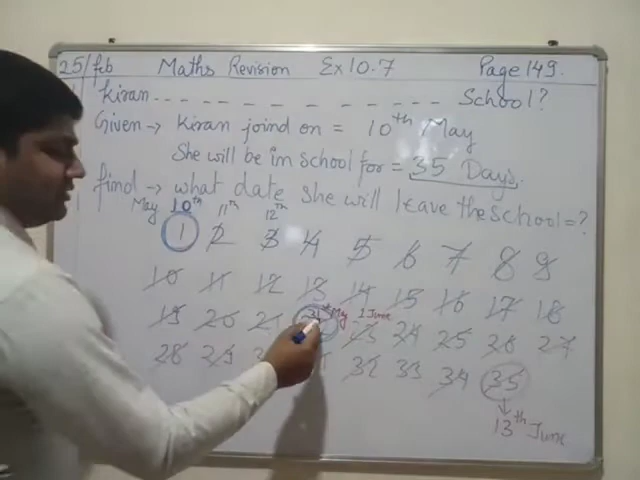 25/feb Maths Revision Ex 10.7 Page 149.
Kiran _ _ _ _ _ _ _ _ _ _ _ _ School?
Given → Kiran joind on = 10th May
She will be in school for = 35 Days.
find → what date she will leave the school = ?
May 10th 11th 12th
1 2 3 4 5 6 7 8 9
10 11 12 13 14 15 16 17 18
31st May 1 June
19 20 21 23 24 25 26 27
28 29 32 33 34 35
13th June